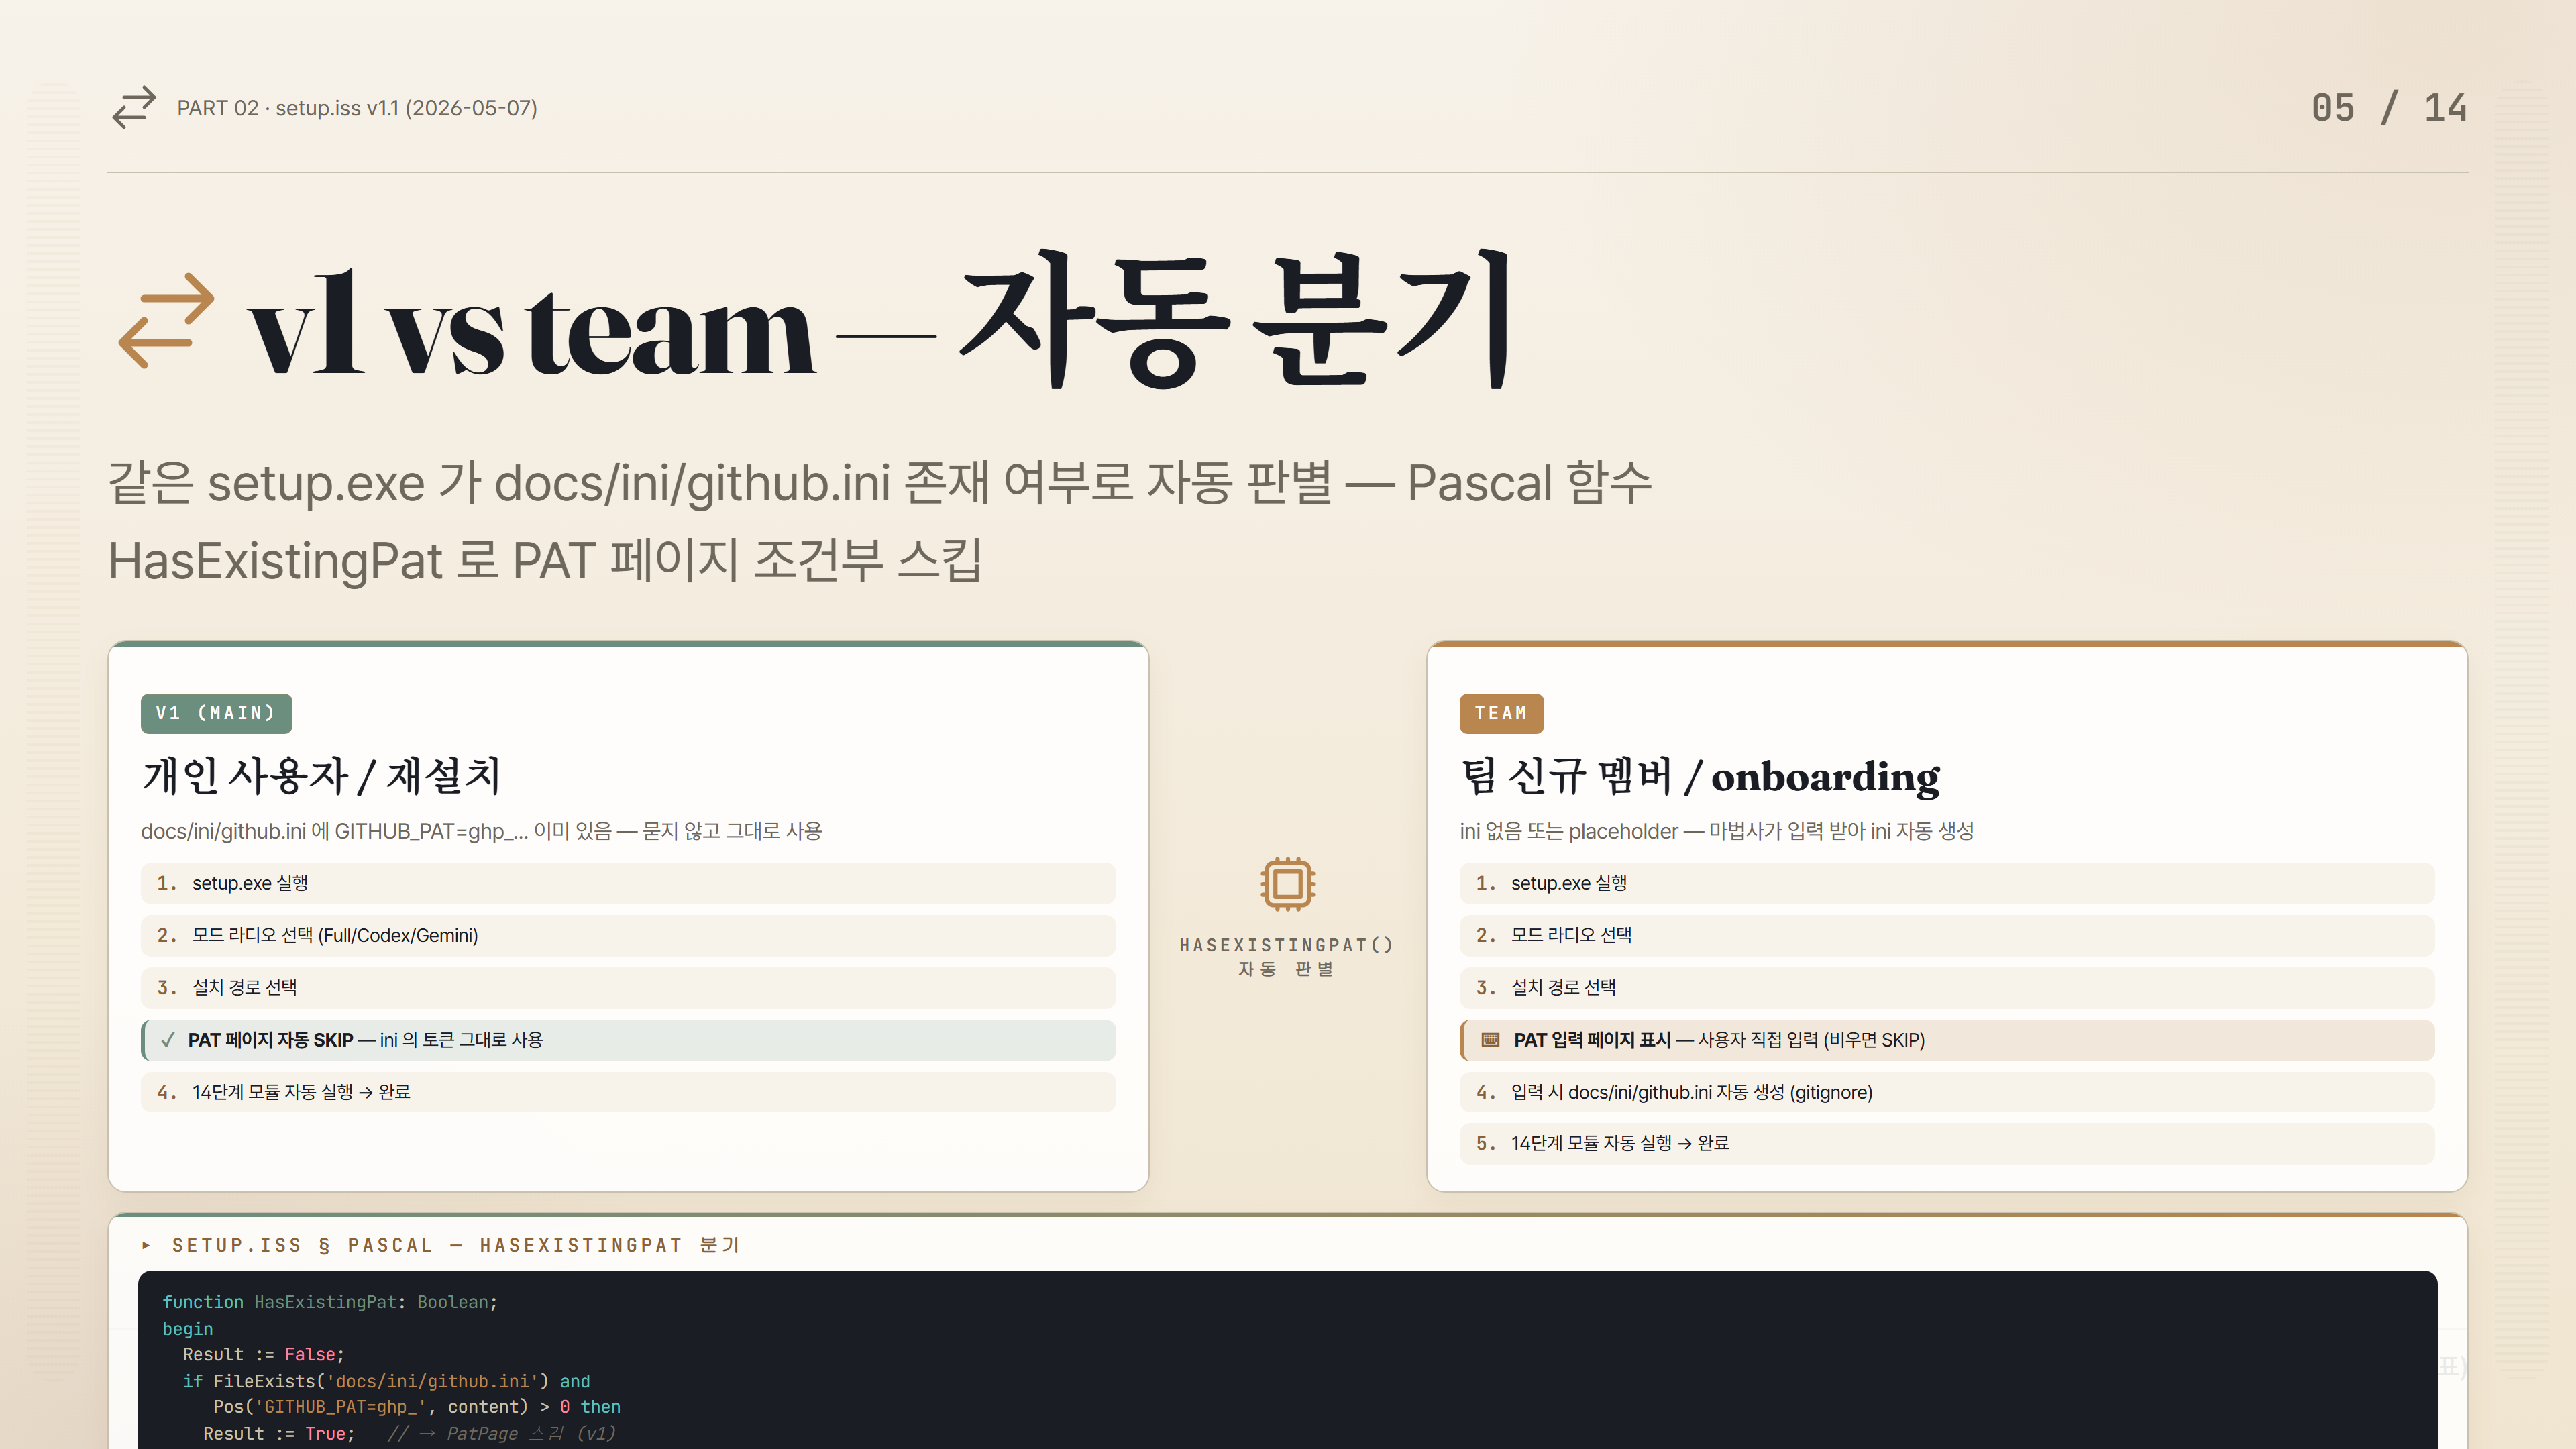 PART 02 · setup.iss v1.1 (2026-05-07)
05 / 14
v1 vs team — 자동 분기
같은 setup.exe 가 docs/ini/github.ini 존재 여부로 자동 판별 — Pascal 함수
HasExistingPat 로 PAT 페이지 조건부 스킵
V1 (MAIN)
개인 사용자 / 재설치
docs/ini/github.ini 에 GITHUB_PAT=ghp_... 이미 있음 — 묻지 않고 그대로 사용
1. setup.exe 실행
2. 모드 라디오 선택 (Full/Codex/Gemini)
3. 설치 경로 선택
✓ PAT 페이지 자동 SKIP — ini 의 토큰 그대로 사용
4. 14단계 모듈 자동 실행 → 완료
HASEXISTINGPAT()
자동 판별
TEAM
팀 신규 멤버 / onboarding
ini 없음 또는 placeholder — 마법사가 입력 받아 ini 자동 생성
1. setup.exe 실행
2. 모드 라디오 선택
3. 설치 경로 선택
⌨ PAT 입력 페이지 표시 — 사용자 직접 입력 (비우면 SKIP)
4. 입력 시 docs/ini/github.ini 자동 생성 (gitignore)
5. 14단계 모듈 자동 실행 → 완료
▸ SETUP.ISS § PASCAL — HASEXISTINGPAT 분기
function HasExistingPat: Boolean;
begin
Result := False;
if FileExists('docs/ini/github.ini') and
Pos('GITHUB_PAT=ghp_', content) > 0 then
Result := True; // → PatPage 스킵 (v1)